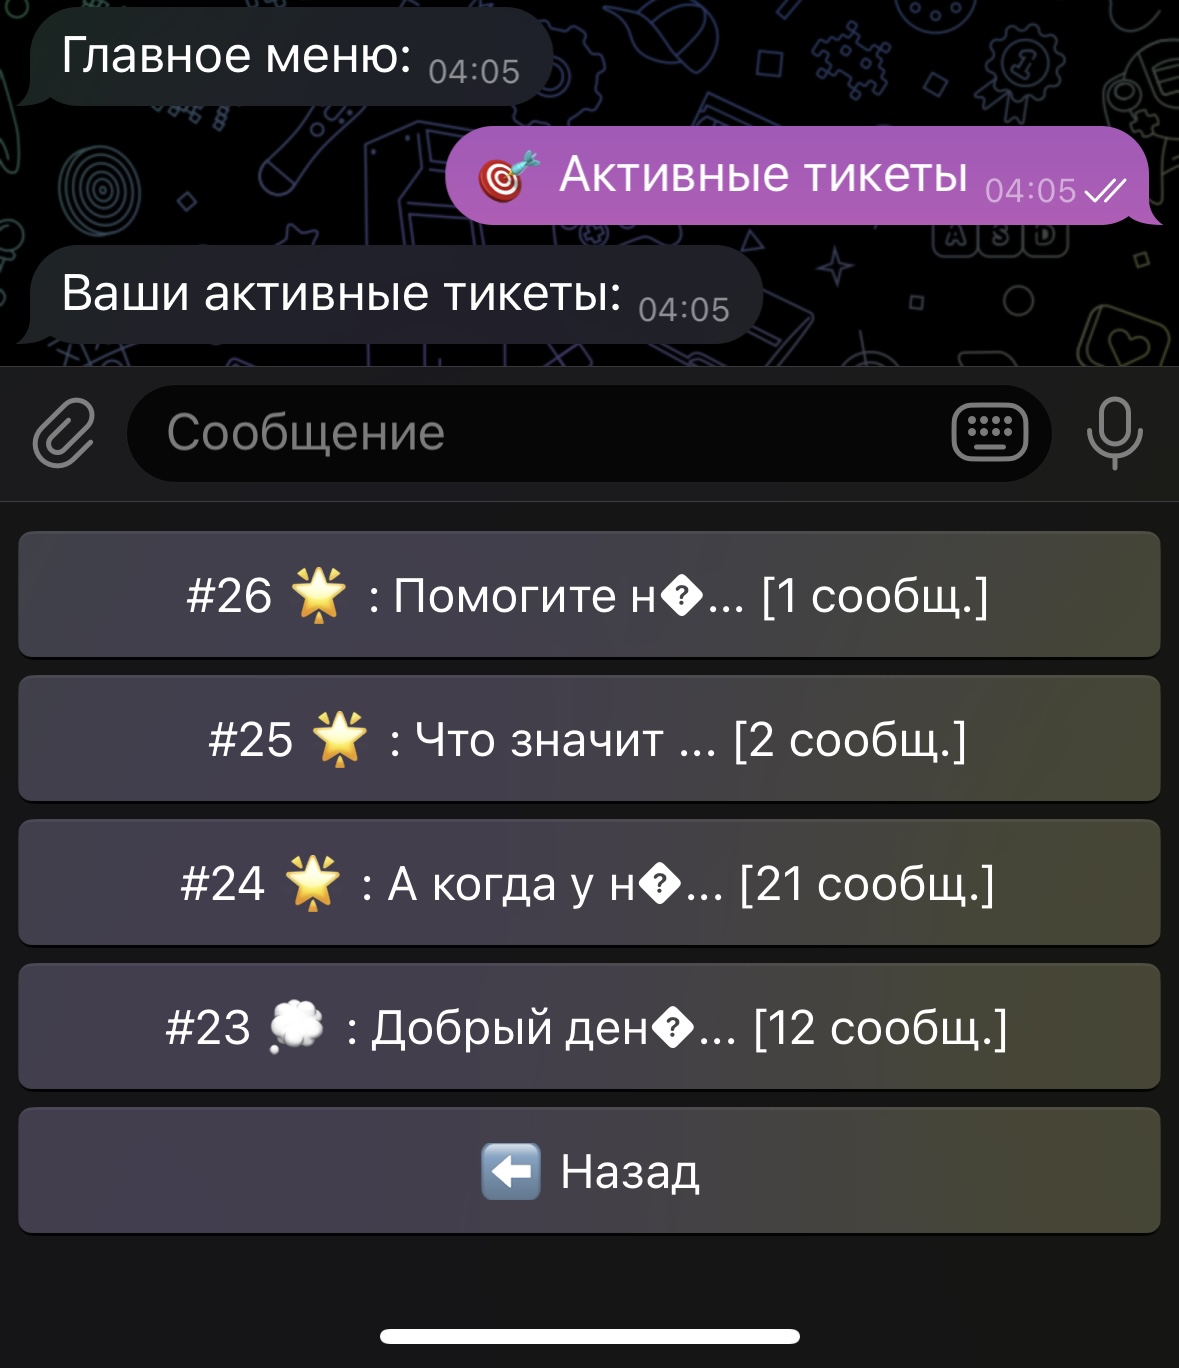 Главное меню: 04:05
🎯 Активные тикеты 04:05
Ваши активные тикеты: 04:05
Сообщение
#26 🌟 : Помогите н�... [1 сообщ.]
#25 🌟 : Что значит ... [2 сообщ.]
#24 🌟 : А когда у н�... [21 сообщ.]
#23 💭 : Добрый ден�... [12 сообщ.]
⬅️ Назад